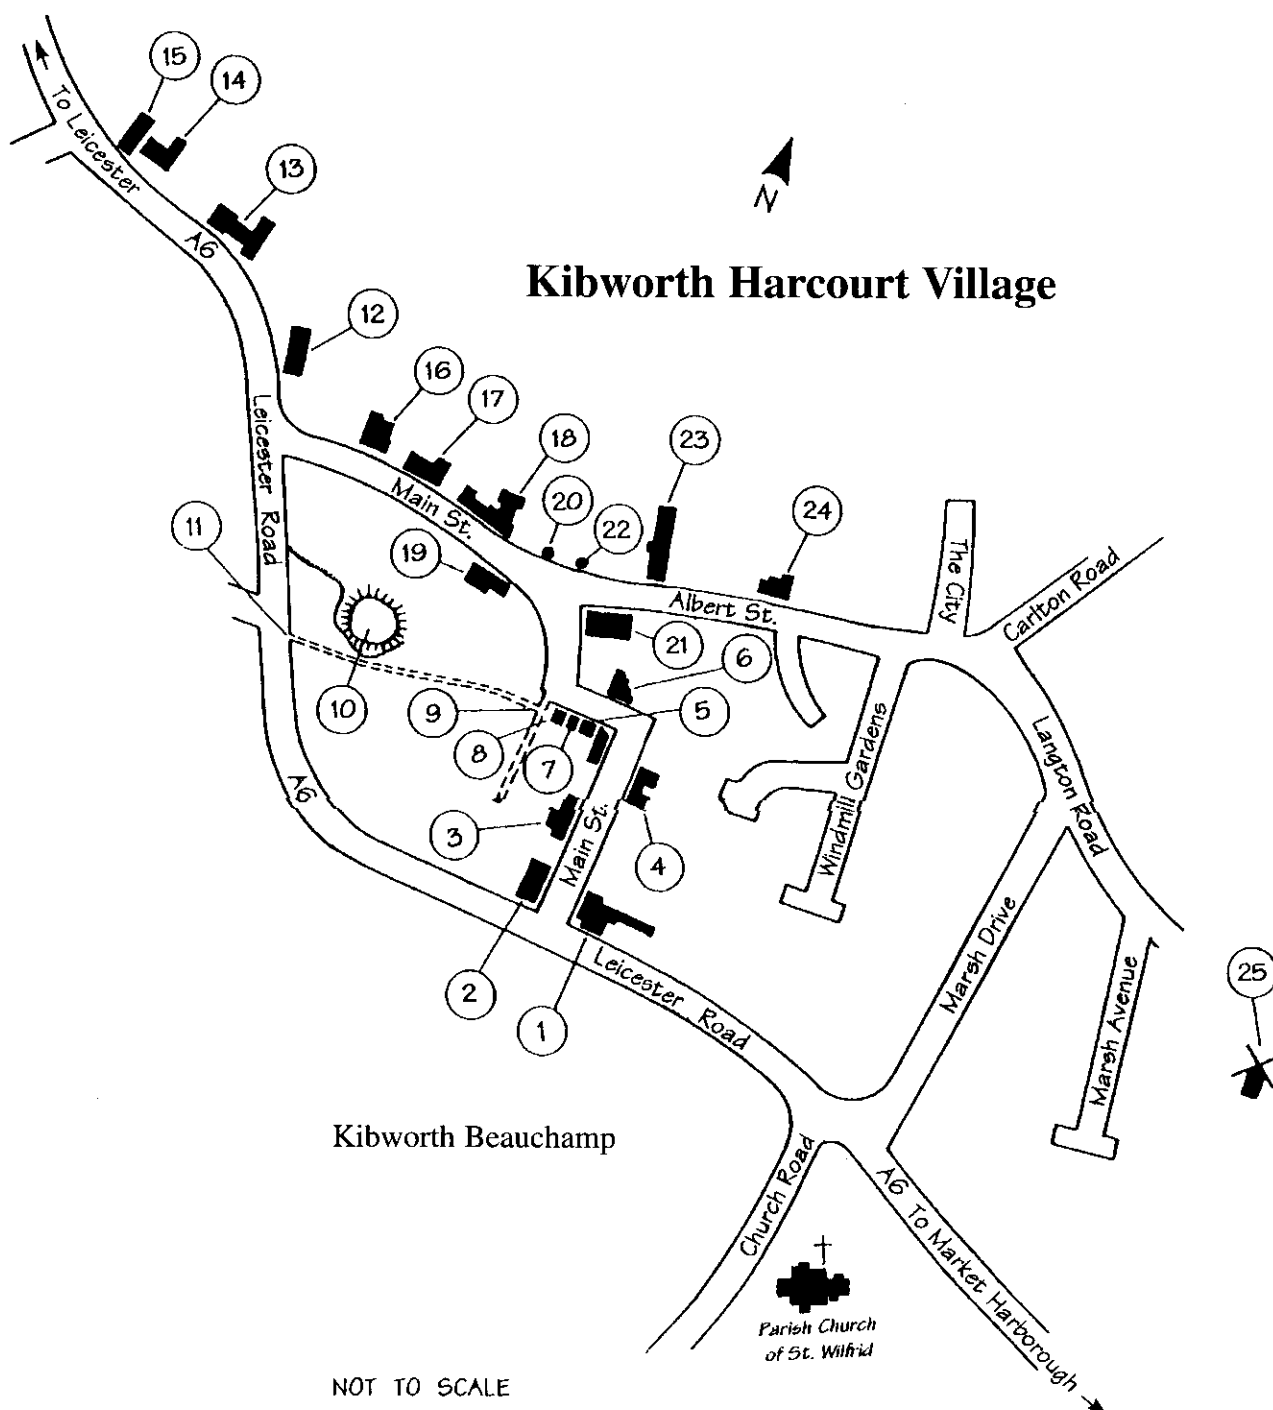 15
14
To Leicester
13
A6
N
Kibworth Harcourt Village
12
16
17
18
23
Leicester Road
Main St.
20
22
24
11
19
The City
Carlton Road
Albert St.
21
6
10
9
5
8
7
Windmill Gardens
Langton Road
A6
3
Main St.
4
Marsh Drive
2
1
Leicester Road
Marsh Avenue
25
Kibworth Beauchamp
Church Road
A6 To Market Harborough
Parish Church
of St. Wilfrid
NOT TO SCALE